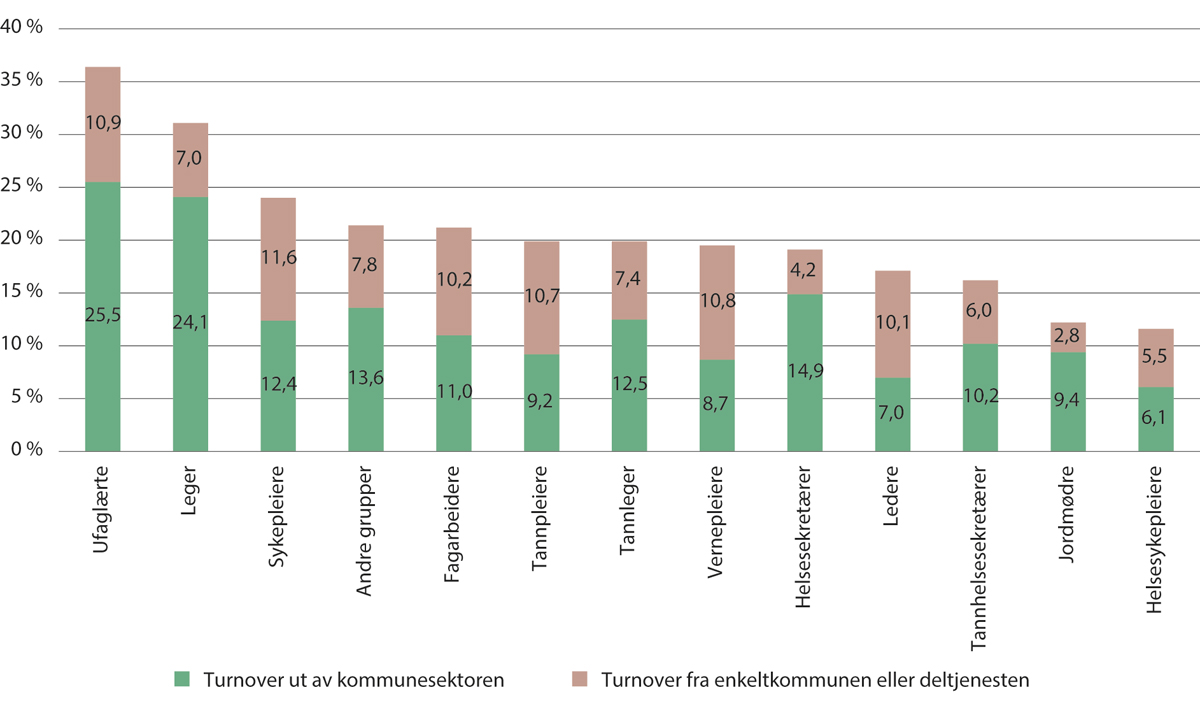 40 %
35 %
30 %
25 %
20 %
15 %
10 %
5 %
0 %
10,9
7,0
11,6
7,8
10,2
10,7
7,4
10,8
4,2
10,1
6,0
2,8
5,5
25,5
24,1
12,4
13,6
11,0
9,2
12,5
8,7
14,9
7,0
10,2
9,4
6,1
Ufaglærte
Leger
Sykepleiere
Andre grupper
Fagarbeidere
Tannpleiere
Tannleger
Vernepleiere
Helsesekretærer
Ledere
Tannhelsesekretærer
Jordmødre
Helsesykepleiere
Turnover ut av kommunesektoren
Turnover fra enkeltkommunen eller deltjenesten